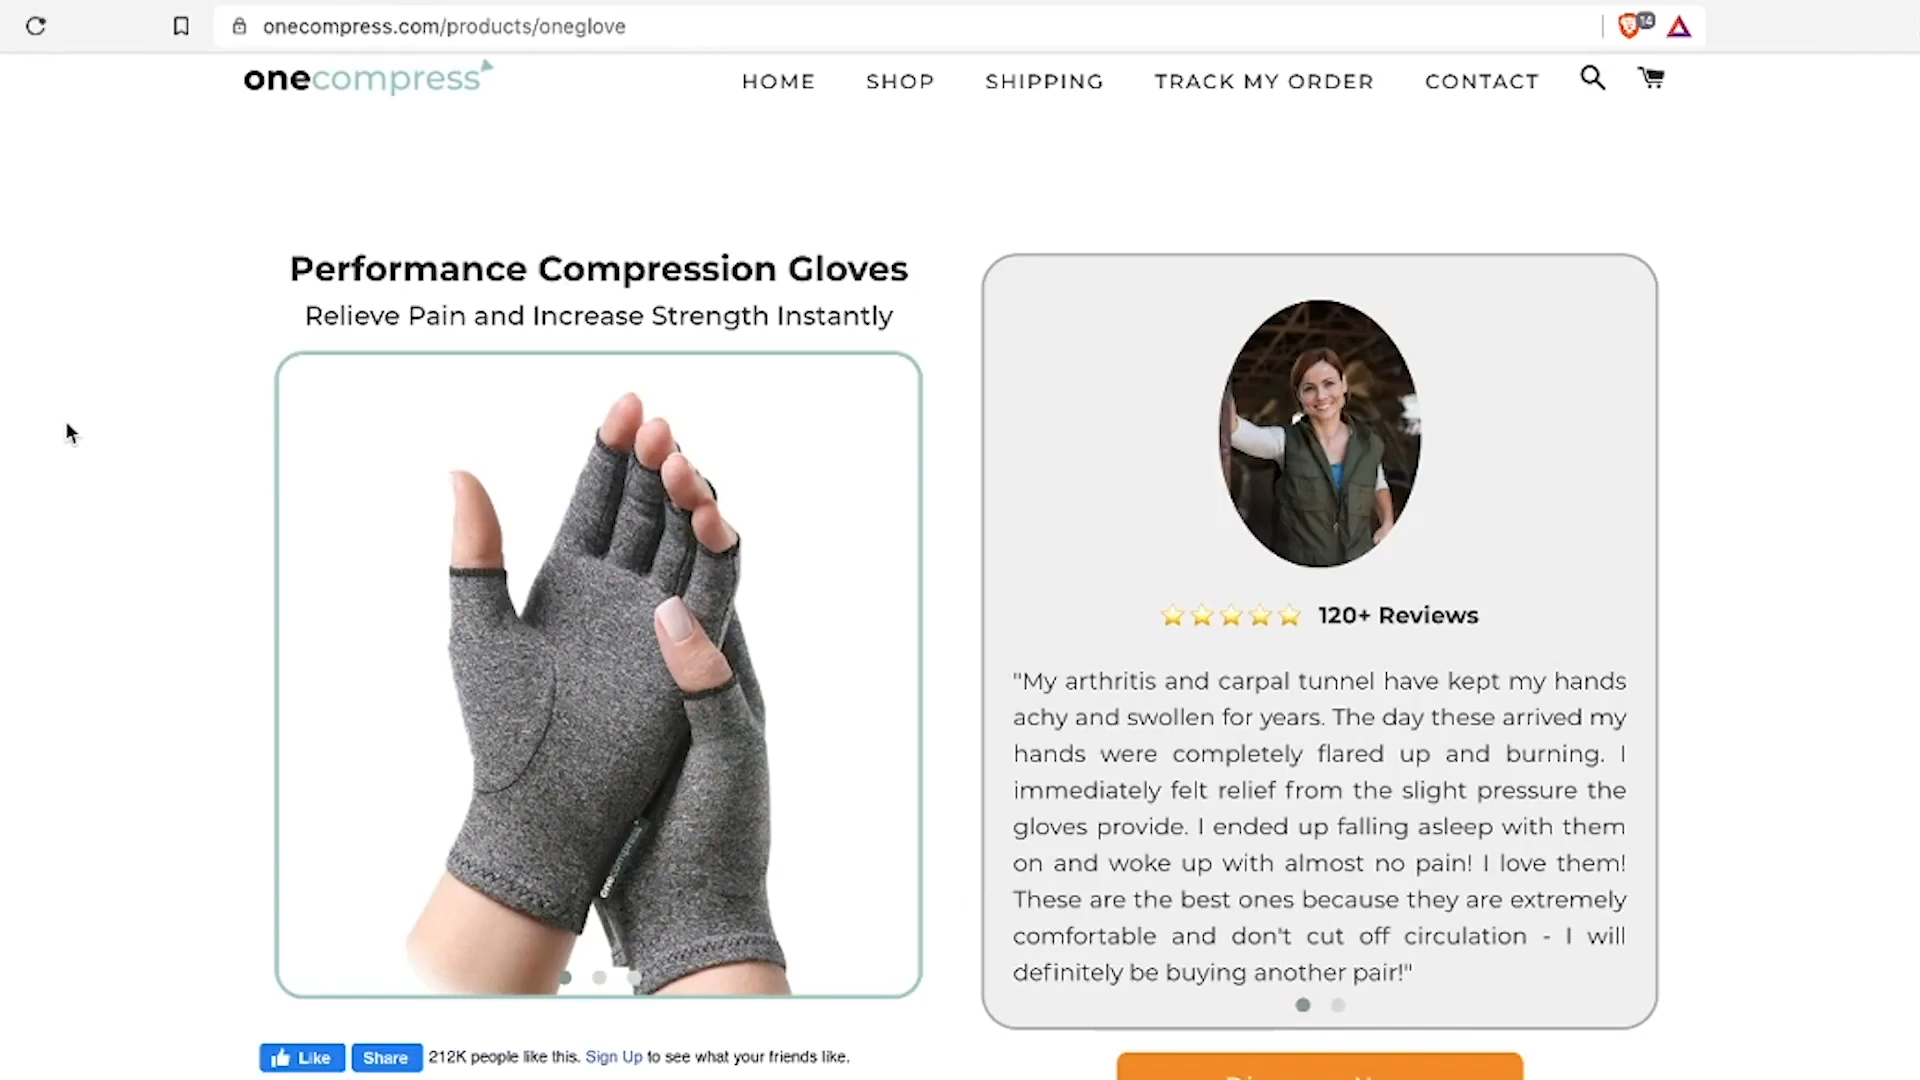 onecompress.com/products/oneglove
14
onecompress
HOME SHOP SHIPPING TRACK MY ORDER CONTACT
Performance Compression Gloves
Relieve Pain and Increase Strength Instantly
onecompress
120+ Reviews
"My arthritis and carpal tunnel have kept my hands
achy and swollen for years. The day these arrived my
hands were completely flared up and burning. I
immediately felt relief from the slight pressure the
gloves provide. I ended up falling asleep with them
on and woke up with almost no pain! I love them!
These are the best ones because they are extremely
comfortable and don't cut off circulation - I will
definitely be buying another pair!"
Like Share 212K people like this. Sign Up to see what your friends like.